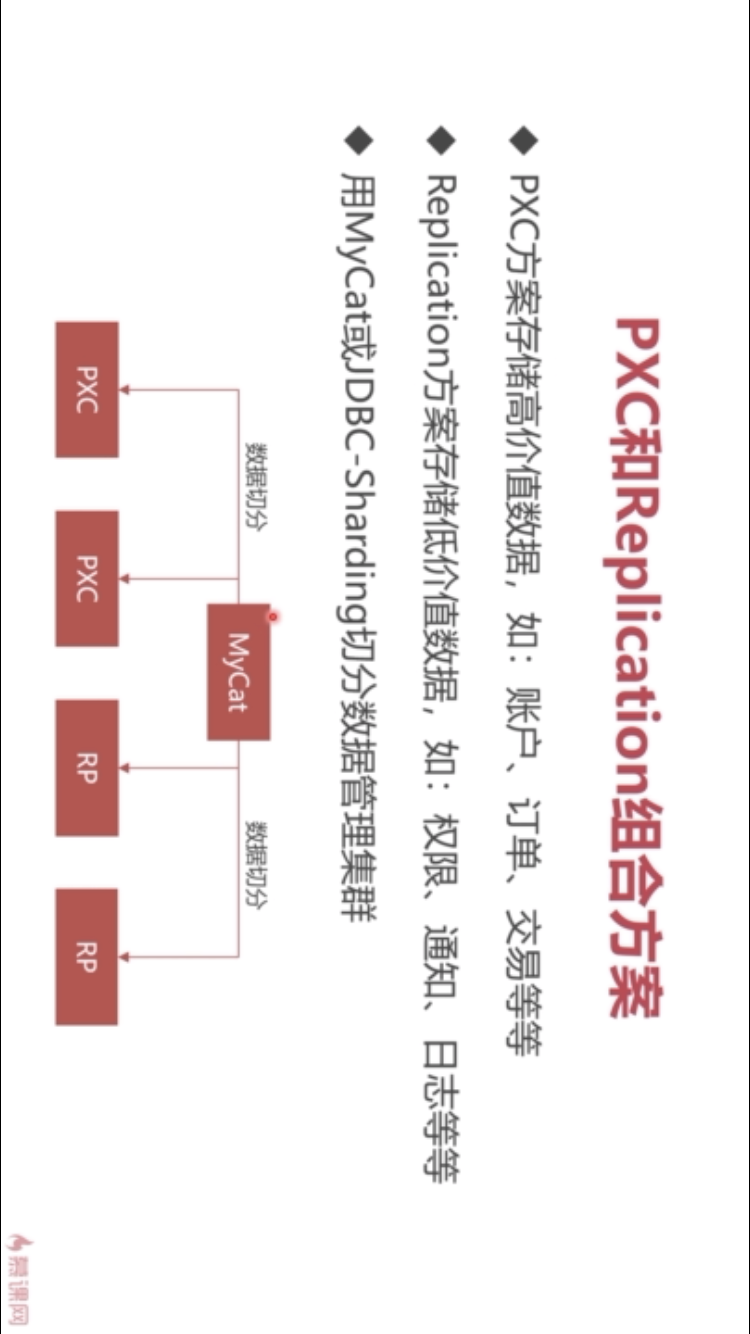 PXC和Replication组合方案
◆ PXC方案存储高价值数据，如：账户、订单、交易等等
◆ Replication方案存储低价值数据，如：权限、通知、日志等等
◆ 用MyCat或JDBC-Sharding切分数据管理集群
MyCat
数据切分
数据切分
PXC
PXC
RP
RP
慕课网